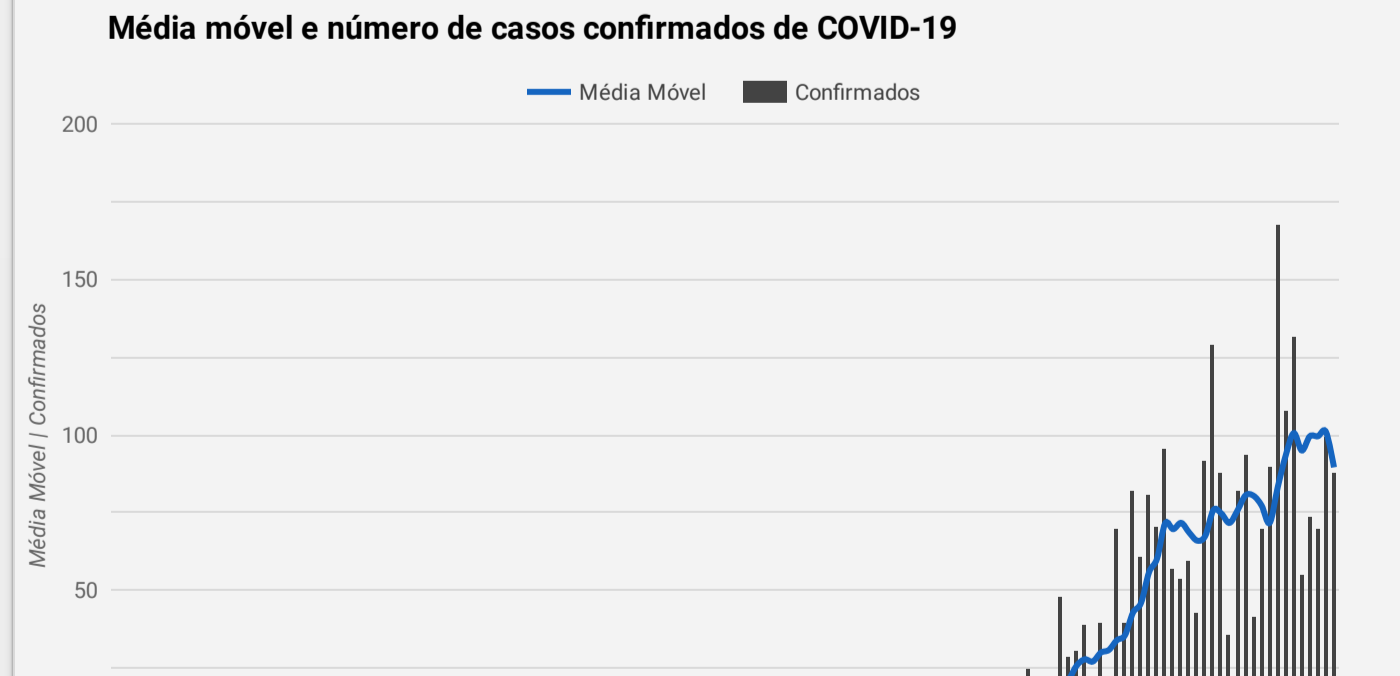 Média móvel e número de casos confirmados de COVID-19
Média Móvel
Confirmados
200
150
100
50
Média Móvel | Confirmados